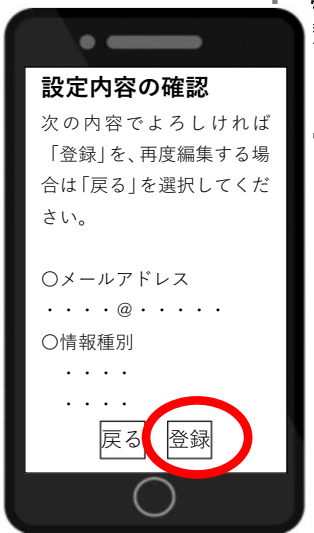 設定内容の確認
次の内容でよろしければ
「登録」を、再度編集する場
合は「戻る」を選択してくだ
さい。
〇メールアドレス
・・・・@・・・・・
〇情報種別
・・・・
・・・・
戻る 登録